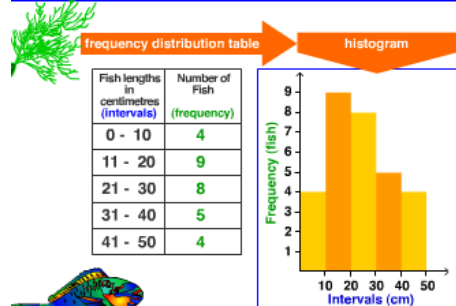 frequency distribution table
histogram
Fish lengths
in
centimetres
(intervals)
Number of
Fish
(frequency)
0 - 10 4
11 - 20 9
21 - 30 8
31 - 40 5
41 - 50 4
Frequency (fish)
9
8
7
6
5
4
3
2
1
10 20 30 40 50
Intervals (cm)